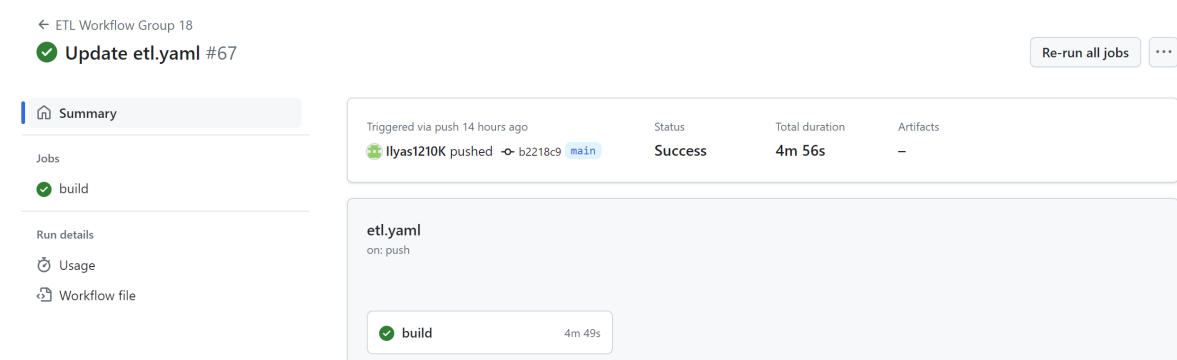 ETL Workflow Group 18
Update etl.yaml #67
Re-run all jobs
Summary
Jobs
build
Run details
Usage
Workflow file
Triggered via push 14 hours ago
Ilyas1210K pushed b2218c9 main
Status
Success
Total duration
4m 56s
Artifacts
–
etl.yaml
on: push
build 4m 49s